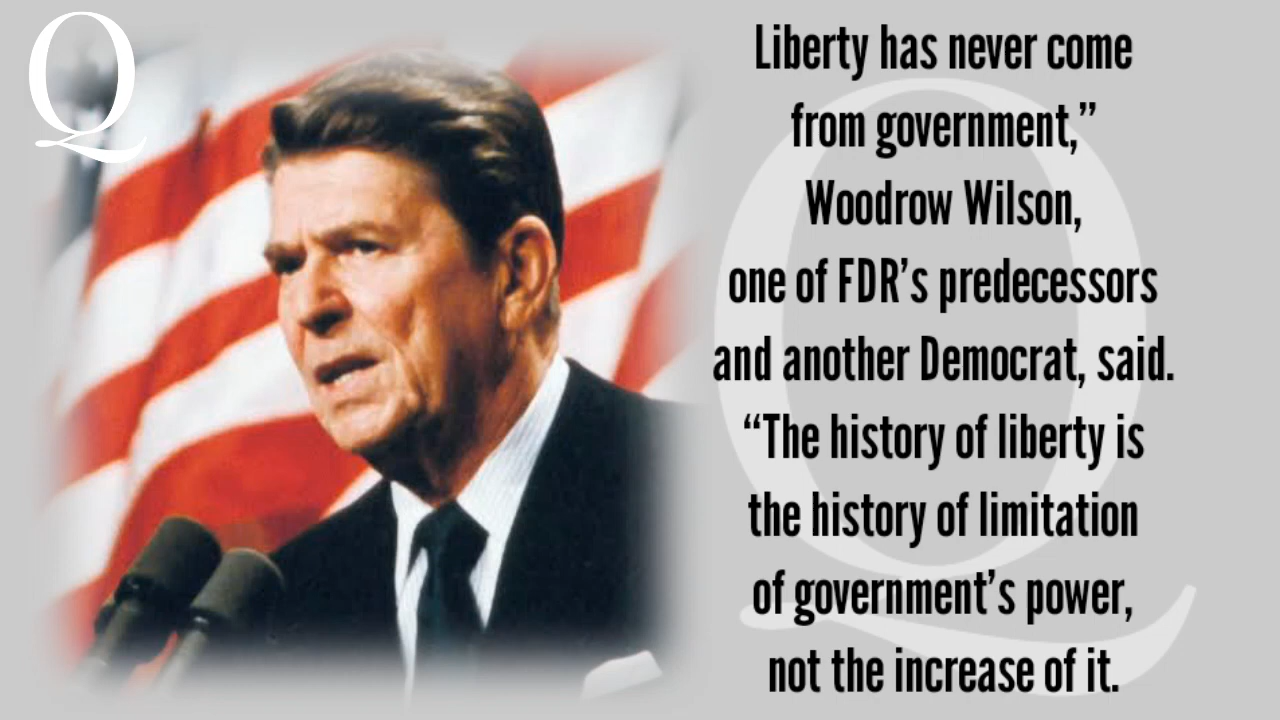 Q
Liberty has never come
from government,”
Woodrow Wilson,
one of FDR’s predecessors
and another Democrat, said.
“The history of liberty is
the history of limitation
of government’s power,
not the increase of it.